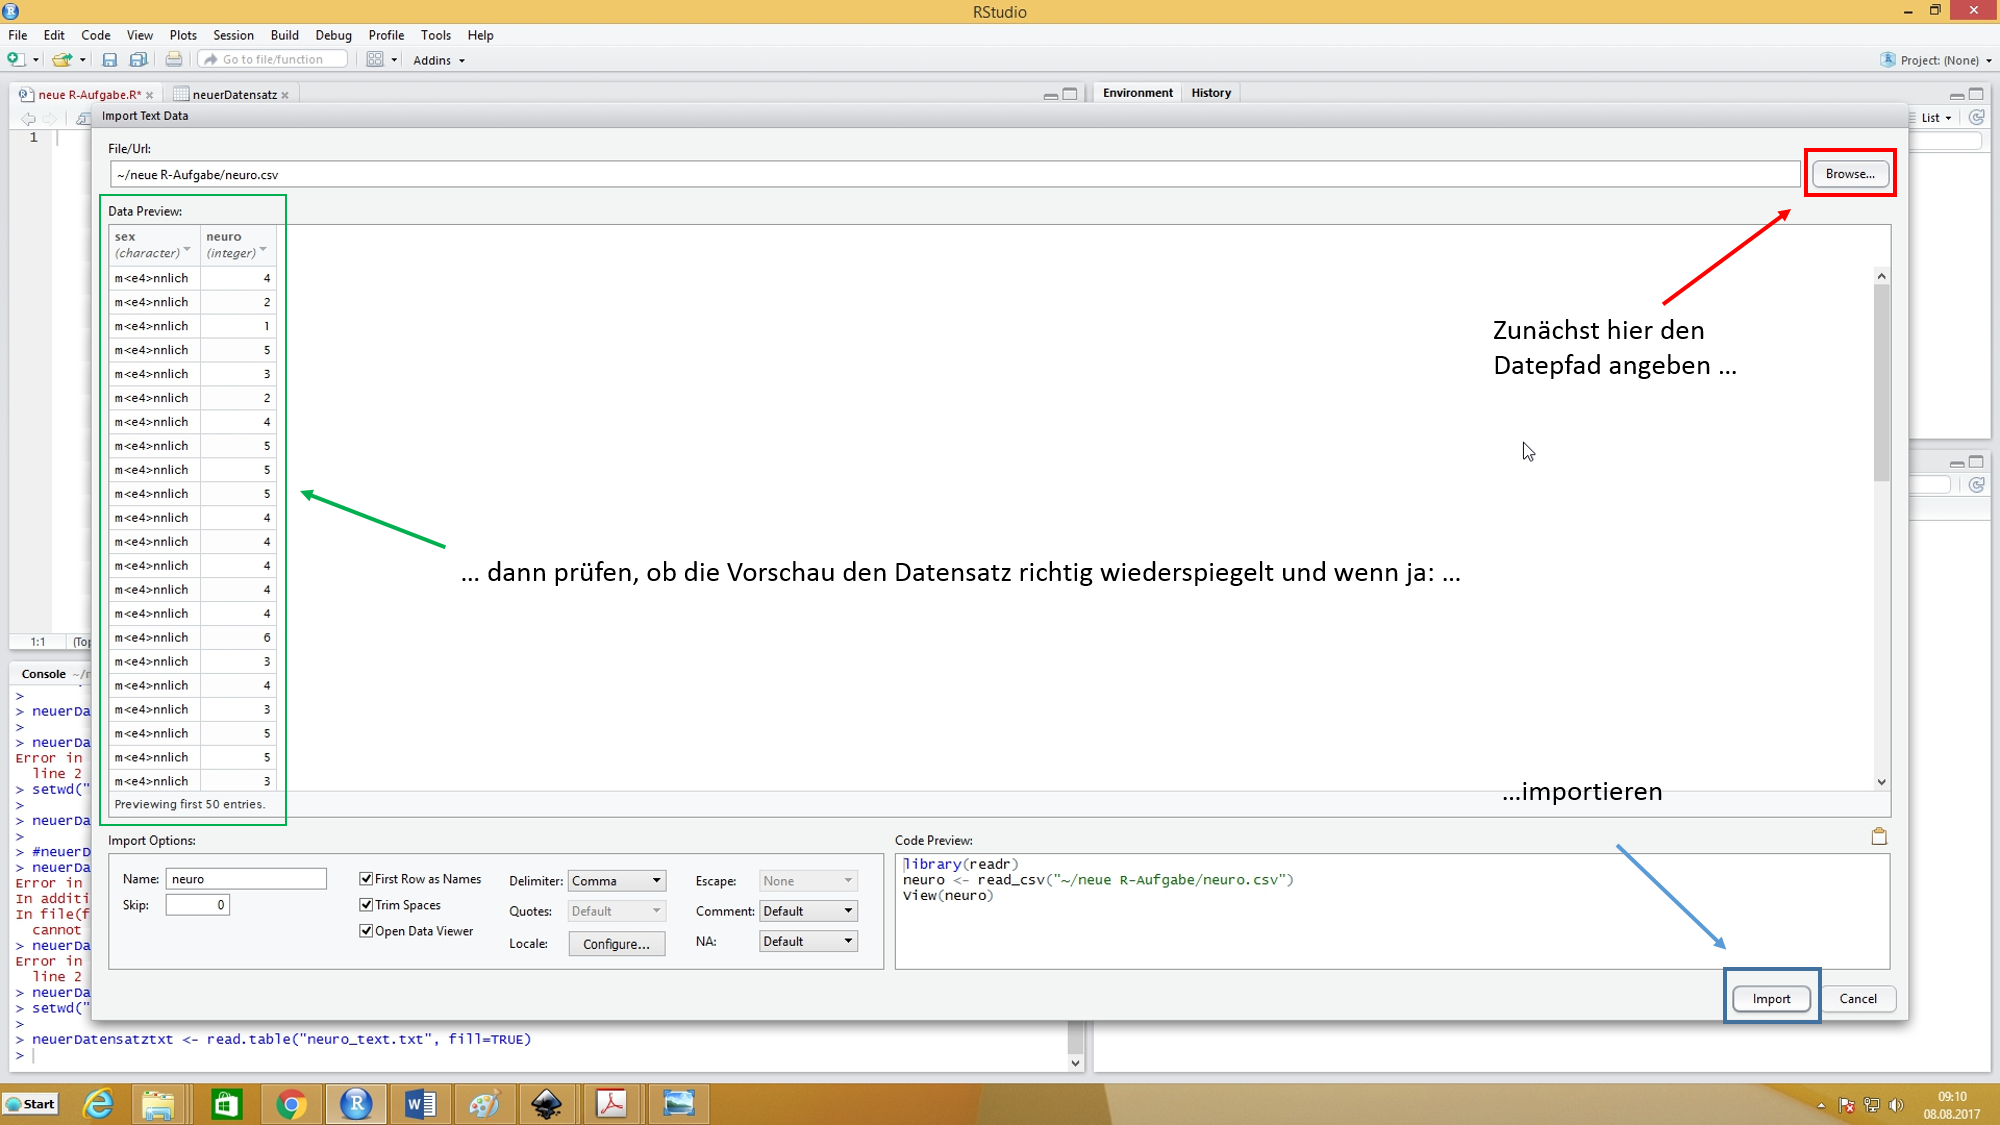 RStudio
File Edit Code View Plots Session Build Debug Profile Tools Help
Go to file/function Addins Project: (None)
neue R-Aufgabe.R* neuerDatensatz
Environment History
List
Import Text Data
File/Url:
~/neue R-Aufgabe/neuro.csv
Browse...
Data Preview:
sex neuro
(character) (integer)
m<e4>nnlich 4
m<e4>nnlich 2
m<e4>nnlich 1
m<e4>nnlich 5
m<e4>nnlich 3
m<e4>nnlich 2
m<e4>nnlich 4
m<e4>nnlich 5
m<e4>nnlich 5
m<e4>nnlich 5
m<e4>nnlich 4
m<e4>nnlich 4
m<e4>nnlich 4
m<e4>nnlich 4
m<e4>nnlich 4
m<e4>nnlich 6
m<e4>nnlich 3
m<e4>nnlich 4
m<e4>nnlich 3
m<e4>nnlich 5
m<e4>nnlich 5
m<e4>nnlich 3
Previewing first 50 entries.
Zunächst hier den
Datepfad angeben ...
... dann prüfen, ob die Vorschau den Datensatz richtig wiederspiegelt und wenn ja: ...
...importieren
Import Options:
Name: neuro
Skip: 0
First Row as Names
Trim Spaces
Open Data Viewer
Delimiter: Comma
Quotes: Default
Locale: Configure...
Escape: None
Comment: Default
NA: Default
Code Preview:
library(readr)
neuro <- read_csv("~/neue R-Aufgabe/neuro.csv")
View(neuro)
Import Cancel
1
1:1 (Top
Console ~/n
>
> neuerDa
>
> neuerDa
Error in
line 2
> setwd("
>
> neuerDa
>
> #neuerD
> neuerDa
Error in
In additi
In file(f
cannot
> neuerDa
Error in
line 2
> neuerDa
> setwd("
>
> neuerDatensatztxt <- read.table("neuro_text.txt", fill=TRUE)
>
Start
09:10
08.08.2017